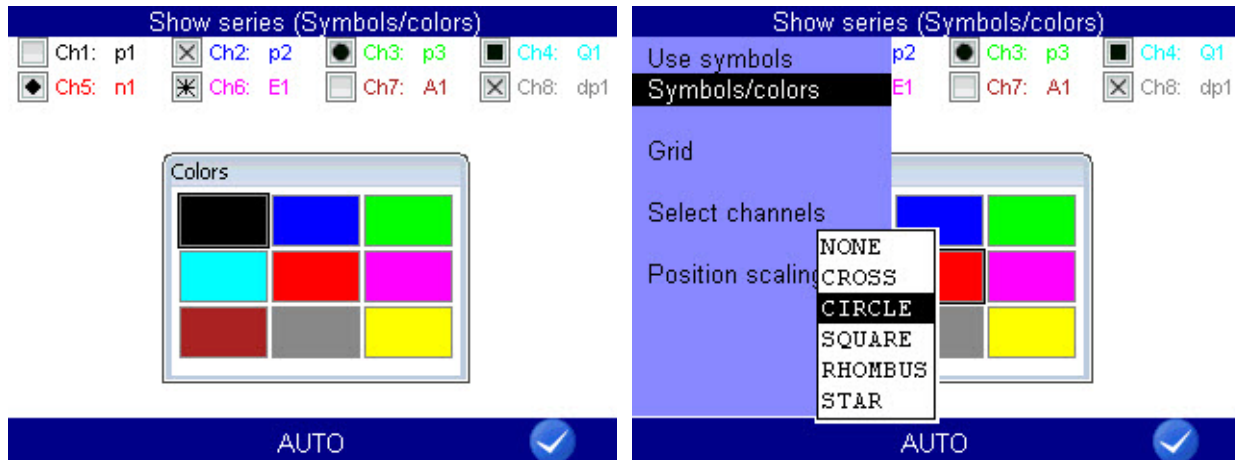 Show series (Symbols/colors)
Ch1: p1 Ch2: p2 Ch3: p3 Ch4: Q1
Ch5: n1 Ch6: E1 Ch7: A1 Ch8: dp1
Colors
AUTO
Show series (Symbols/colors)
Use symbols p2 Ch3: p3 Ch4: Q1
Symbols/colors E1 Ch7: A1 Ch8: dp1
Grid
Select channels
Position scaling
NONE
CROSS
CIRCLE
SQUARE
RHOMBUS
STAR
AUTO